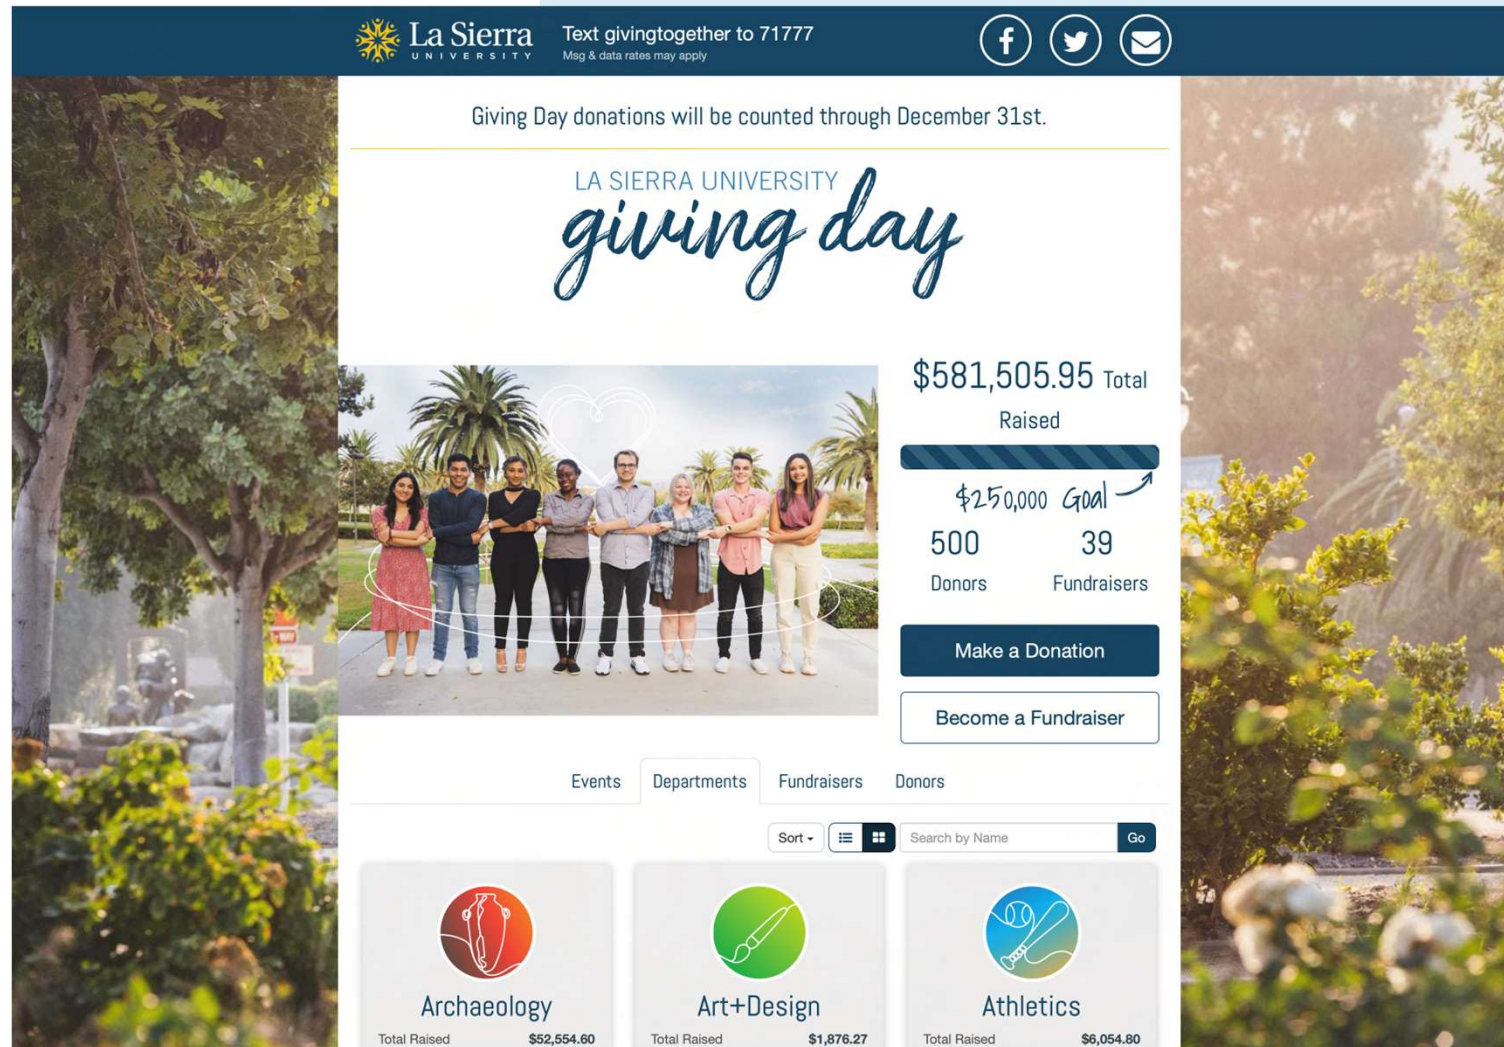 La Sierra
UNIVERSITY
Text givingtogether to 71777
Msg & data rates may apply
Giving Day donations will be counted through December 31st.
LA SIERRA UNIVERSITY
giving day
$581,505.95 Total
Raised
$250,000 Goal
500 39
Donors Fundraisers
Make a Donation
Become a Fundraiser
Events Departments Fundraisers Donors
Sort Search by Name Go
Archaeology Art+Design Athletics
Total Raised $52,554.60 Total Raised $1,876.27 Total Raised $6,054.80